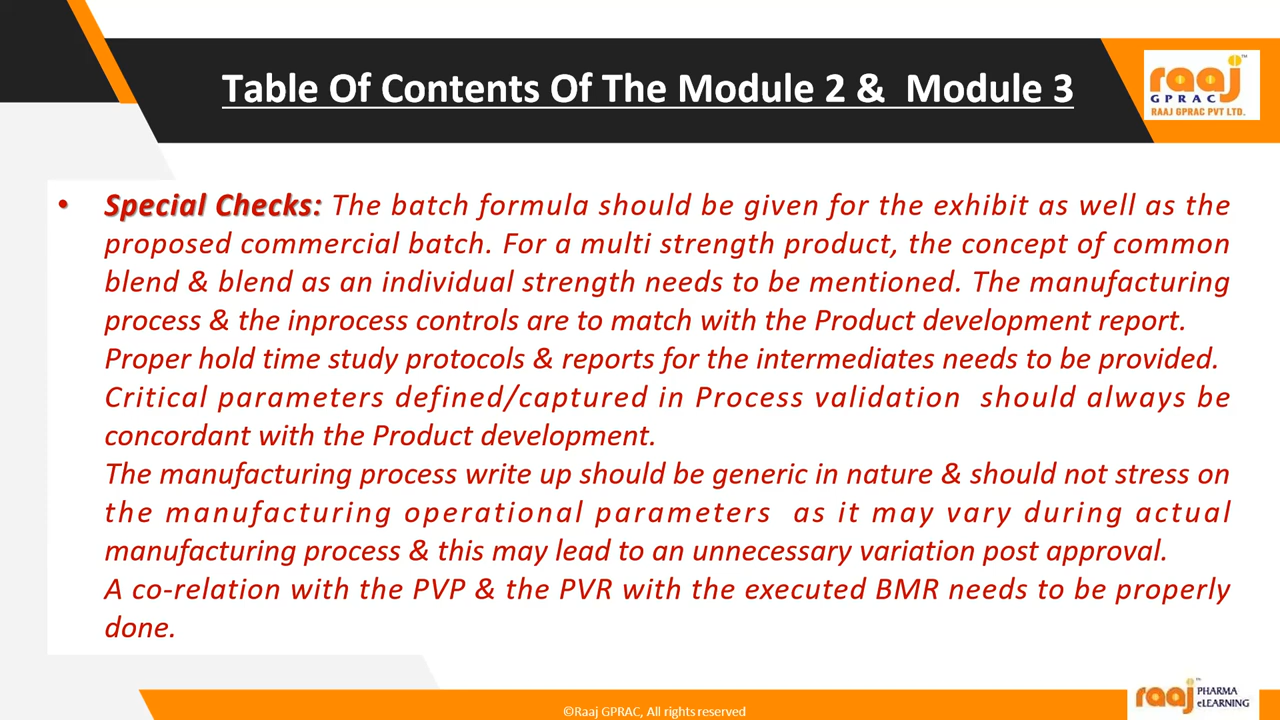 Table Of Contents Of The Module 2 & Module 3
raaj™
GPRAC
RAAJ GPRAC PVT LTD.
• Special Checks: The batch formula should be given for the exhibit as well as the
proposed commercial batch. For a multi strength product, the concept of common
blend & blend as an individual strength needs to be mentioned. The manufacturing
process & the inprocess controls are to match with the Product development report.
Proper hold time study protocols & reports for the intermediates needs to be provided.
Critical parameters defined/captured in Process validation should always be
concordant with the Product development.
The manufacturing process write up should be generic in nature & should not stress on
the manufacturing operational parameters as it may vary during actual
manufacturing process & this may lead to an unnecessary variation post approval.
A co-relation with the PVP & the PVR with the executed BMR needs to be properly
done.
©Raaj GPRAC, All rights reserved
raaj™ PHARMA
eLEARNING